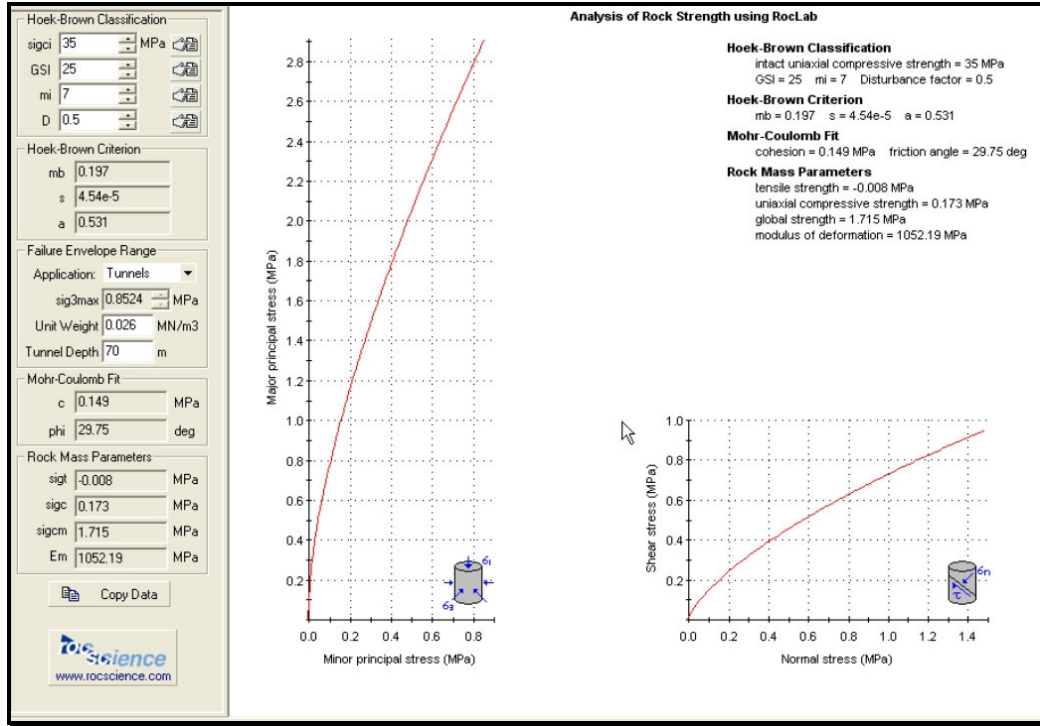 Hoek-Brown Classification
sigci 35 MPa
GSI 25
mi 7
D 0.5
Hoek-Brown Criterion
mb 0.197
s 4.54e-5
a 0.531
Failure Envelope Range
Application: Tunnels
sig3max 0.8524 MPa
Unit Weight 0.026 MN/m3
Tunnel Depth 70 m
Mohr-Coulomb Fit
c 0.149 MPa
phi 29.75 deg
Rock Mass Parameters
sigt -0.008 MPa
sigc 0.173 MPa
sigcm 1.715 MPa
Em 1052.19 MPa
Copy Data
rocscience
www.rocscience.com
Analysis of Rock Strength using RocLab
Hoek-Brown Classification
intact uniaxial compressive strength = 35 MPa
GSI = 25 mi = 7 Disturbance factor = 0.5
Hoek-Brown Criterion
mb = 0.197 s = 4.54e-5 a = 0.531
Mohr-Coulomb Fit
cohesion = 0.149 MPa friction angle = 29.75 deg
Rock Mass Parameters
tensile strength = -0.008 MPa
uniaxial compressive strength = 0.173 MPa
global strength = 1.715 MPa
modulus of deformation = 1052.19 MPa
Major principal stress (MPa)
2.8
2.6
2.4
2.2
2.0
1.8
1.6
1.4
1.2
1.0
0.8
0.6
0.4
0.2
0.0 0.2 0.4 0.6 0.8
Minor principal stress (MPa)
σ1
σ3
Shear stress (MPa)
1.0
0.8
0.6
0.4
0.2
0.0 0.2 0.4 0.6 0.8 1.0 1.2 1.4
Normal stress (MPa)
σn
τ